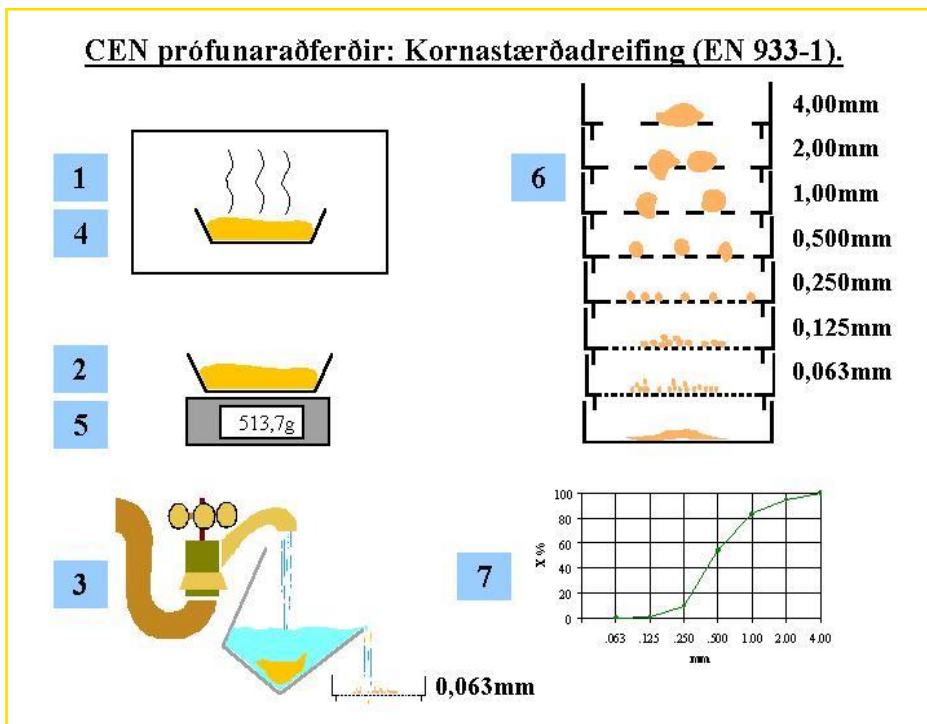 CEN prófunaraðferðir: Kornastærðadreifing (EN 933-1).
1
4
2
5
513,7g
3
0,063mm
6
4,00mm
2,00mm
1,00mm
0,500mm
0,250mm
0,125mm
0,063mm
7
X %
100
80
60
40
20
0
.063 .125 .250 .500 1.00 2.00 4.00
mm